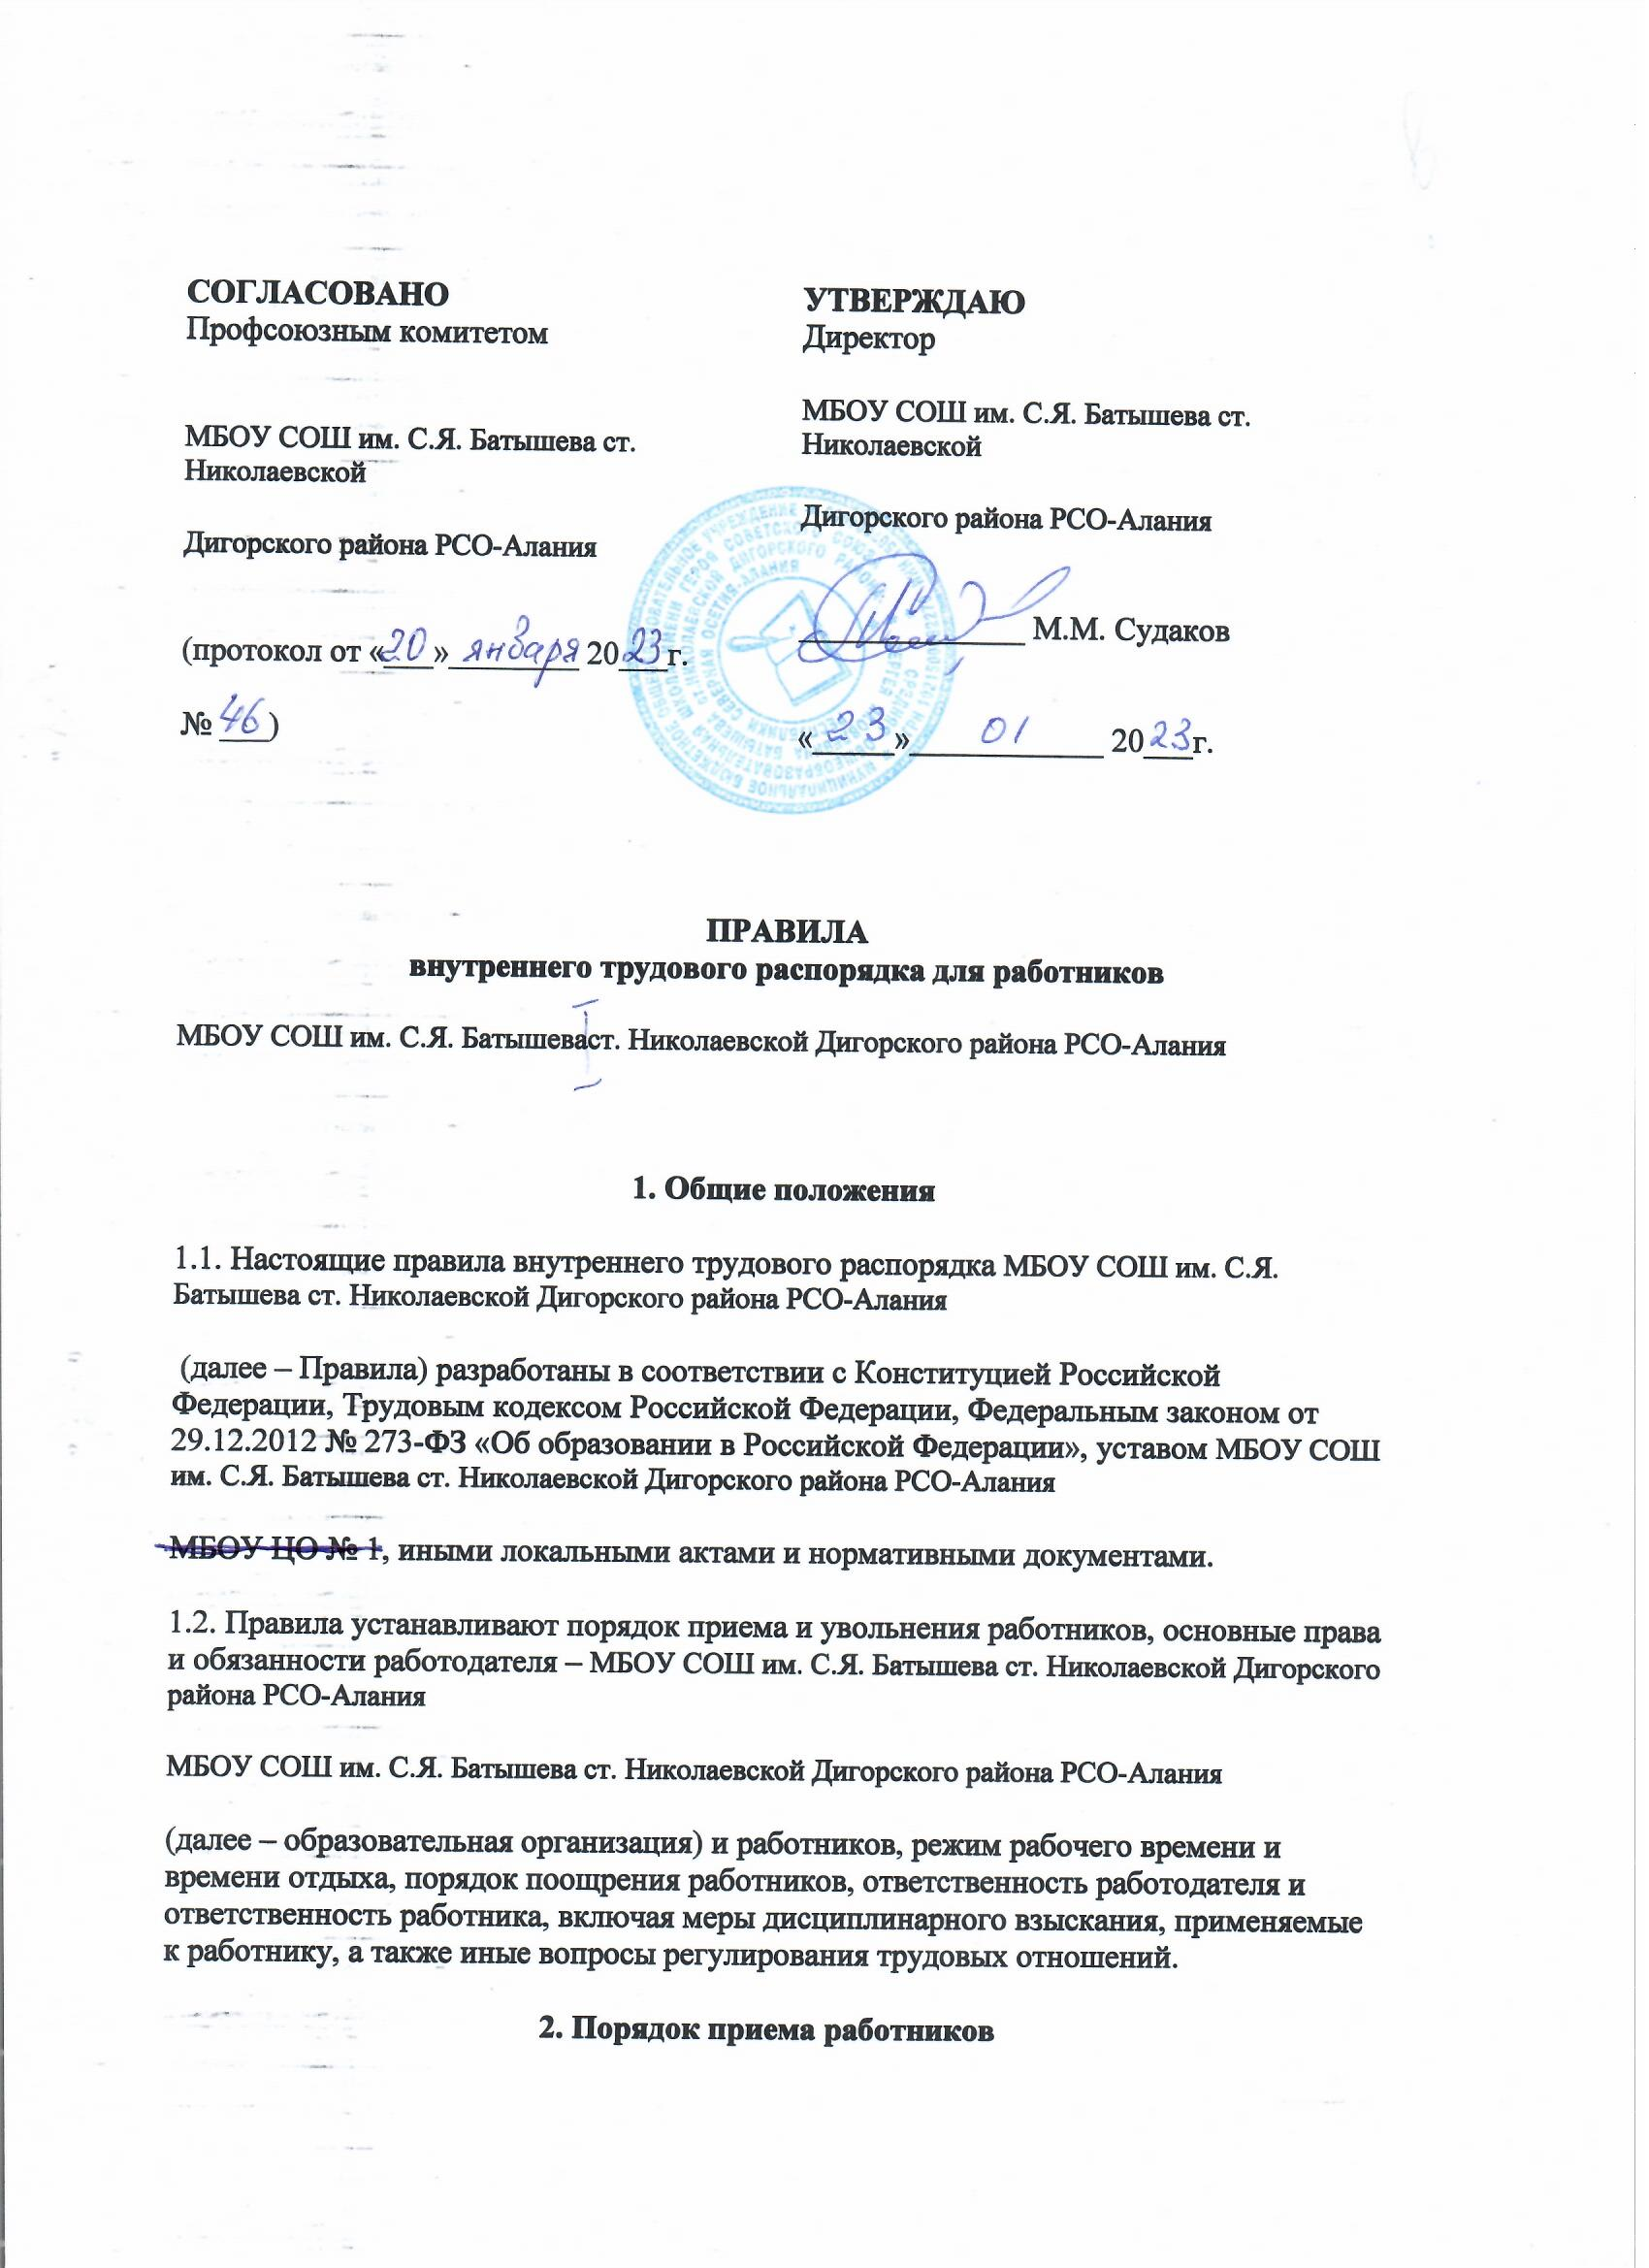 СОГЛАСОВАНО
Профсоюзным комитетом
МБОУ СОШ им. С.Я. Батышева ст.
Николаевской
Дигорского района РСО-Алания
(протокол от «20» января 2023г.
№ 46)
УТВЕРЖДАЮ
Директор
МБОУ СОШ им. С.Я. Батышева ст.
Николаевской
Дигорского района РСО-Алания
М.М. Судаков
«23» 01 2023г.
ПРАВИЛА
внутреннего трудового распорядка для работников
МБОУ СОШ им. С.Я. Батышеваст. Николаевской Дигорского района РСО-Алания
1. Общие положения
1.1. Настоящие правила внутреннего трудового распорядка МБОУ СОШ им. С.Я.
Батышева ст. Николаевской Дигорского района РСО-Алания
(далее – Правила) разработаны в соответствии с Конституцией Российской
Федерации, Трудовым кодексом Российской Федерации, Федеральным законом от
29.12.2012 № 273-ФЗ «Об образовании в Российской Федерации», уставом МБОУ СОШ
им. С.Я. Батышева ст. Николаевской Дигорского района РСО-Алания
МБОУ ЦО № 1, иными локальными актами и нормативными документами.
1.2. Правила устанавливают порядок приема и увольнения работников, основные права
и обязанности работодателя – МБОУ СОШ им. С.Я. Батышева ст. Николаевской Дигорского
района РСО-Алания
МБОУ СОШ им. С.Я. Батышева ст. Николаевской Дигорского района РСО-Алания
(далее – образовательная организация) и работников, режим рабочего времени и
времени отдыха, порядок поощрения работников, ответственность работодателя и
ответственность работника, включая меры дисциплинарного взыскания, применяемые
к работнику, а также иные вопросы регулирования трудовых отношений.
2. Порядок приема работников